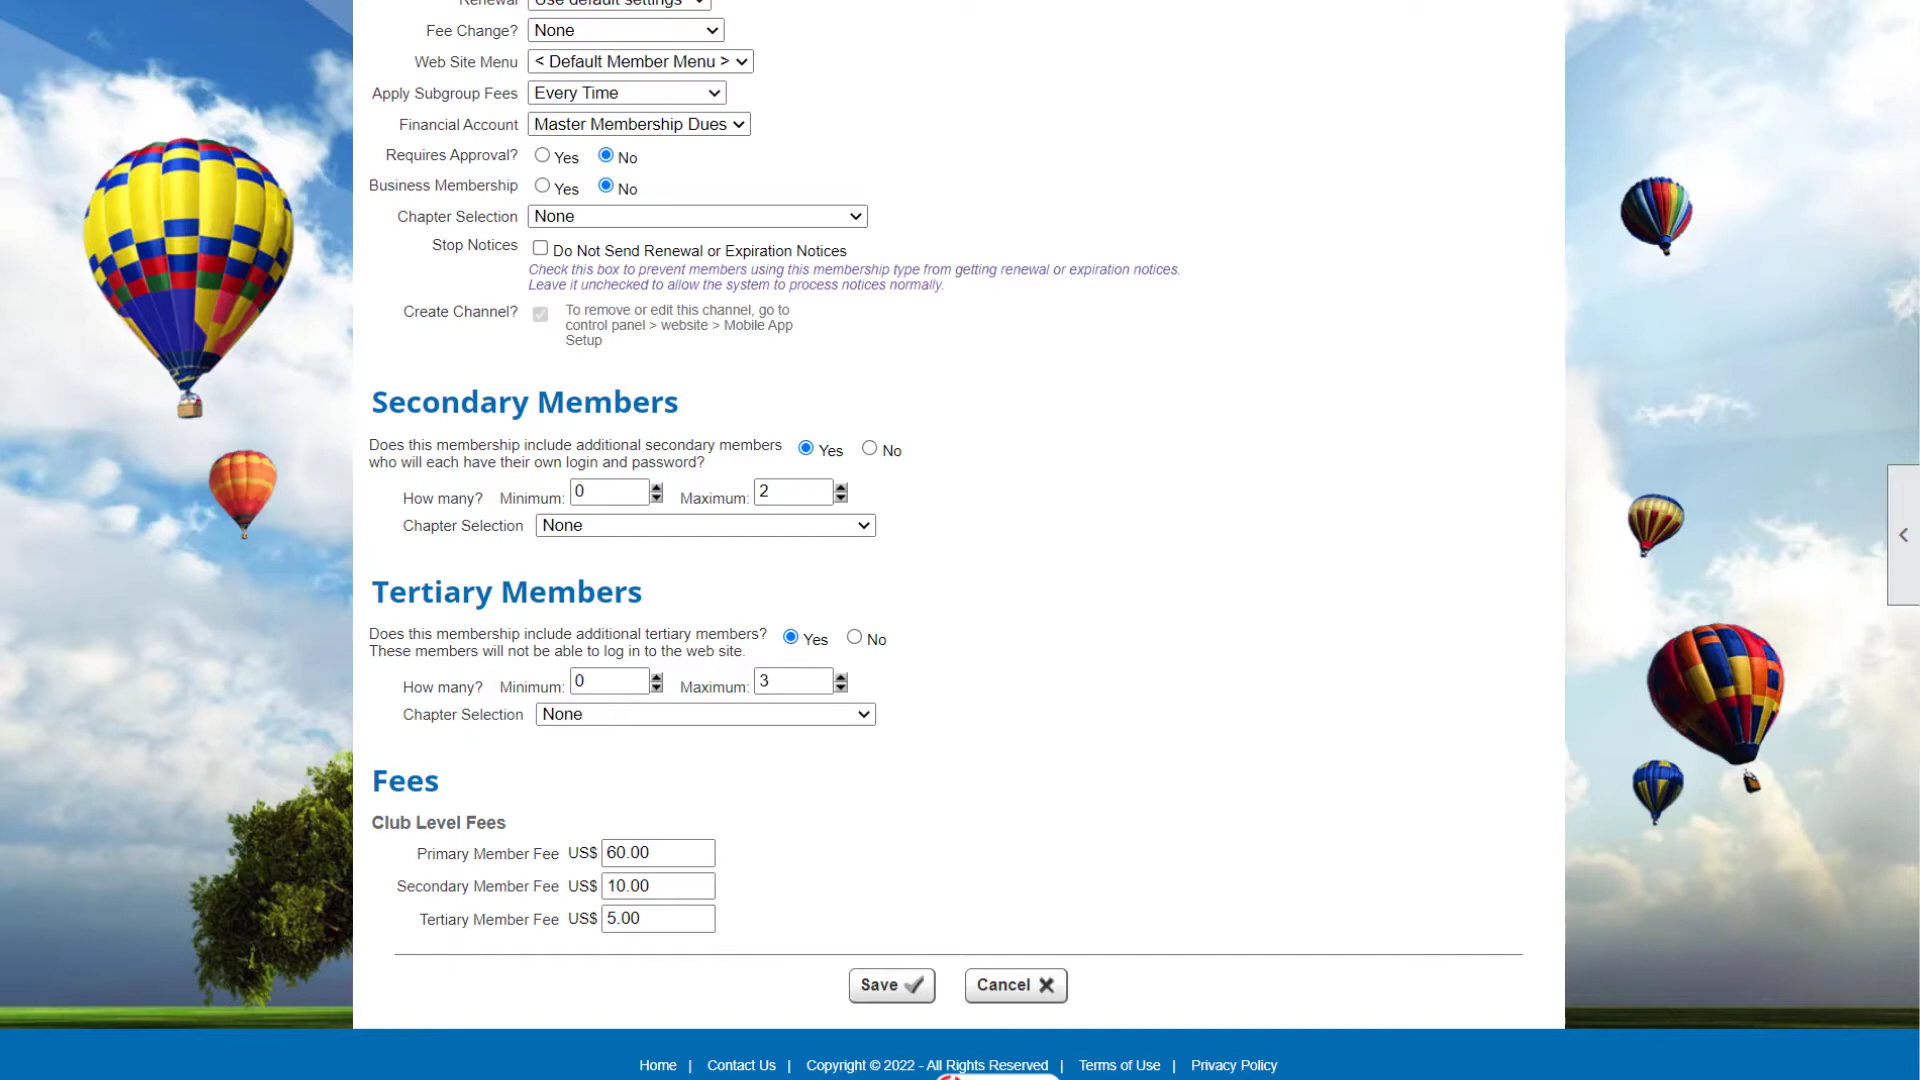 Renewal Use default settings
Fee Change? None
Web Site Menu < Default Member Menu >
Apply Subgroup Fees Every Time
Financial Account Master Membership Dues
Requires Approval? Yes No
Business Membership Yes No
Chapter Selection None
Stop Notices Do Not Send Renewal or Expiration Notices
Check this box to prevent members using this membership type from getting renewal or expiration notices.
Leave it unchecked to allow the system to process notices normally.
Create Channel? To remove or edit this channel, go to
control panel > website > Mobile App
Setup
Secondary Members
Does this membership include additional secondary members
who will each have their own login and password? Yes No
How many? Minimum: 0 Maximum: 2
Chapter Selection None
Tertiary Members
Does this membership include additional tertiary members? Yes No
These members will not be able to log in to the web site.
How many? Minimum: 0 Maximum: 3
Chapter Selection None
Fees
Club Level Fees
Primary Member Fee US$ 60.00
Secondary Member Fee US$ 10.00
Tertiary Member Fee US$ 5.00
Save Cancel
Home | Contact Us | Copyright © 2022 - All Rights Reserved | Terms of Use | Privacy Policy